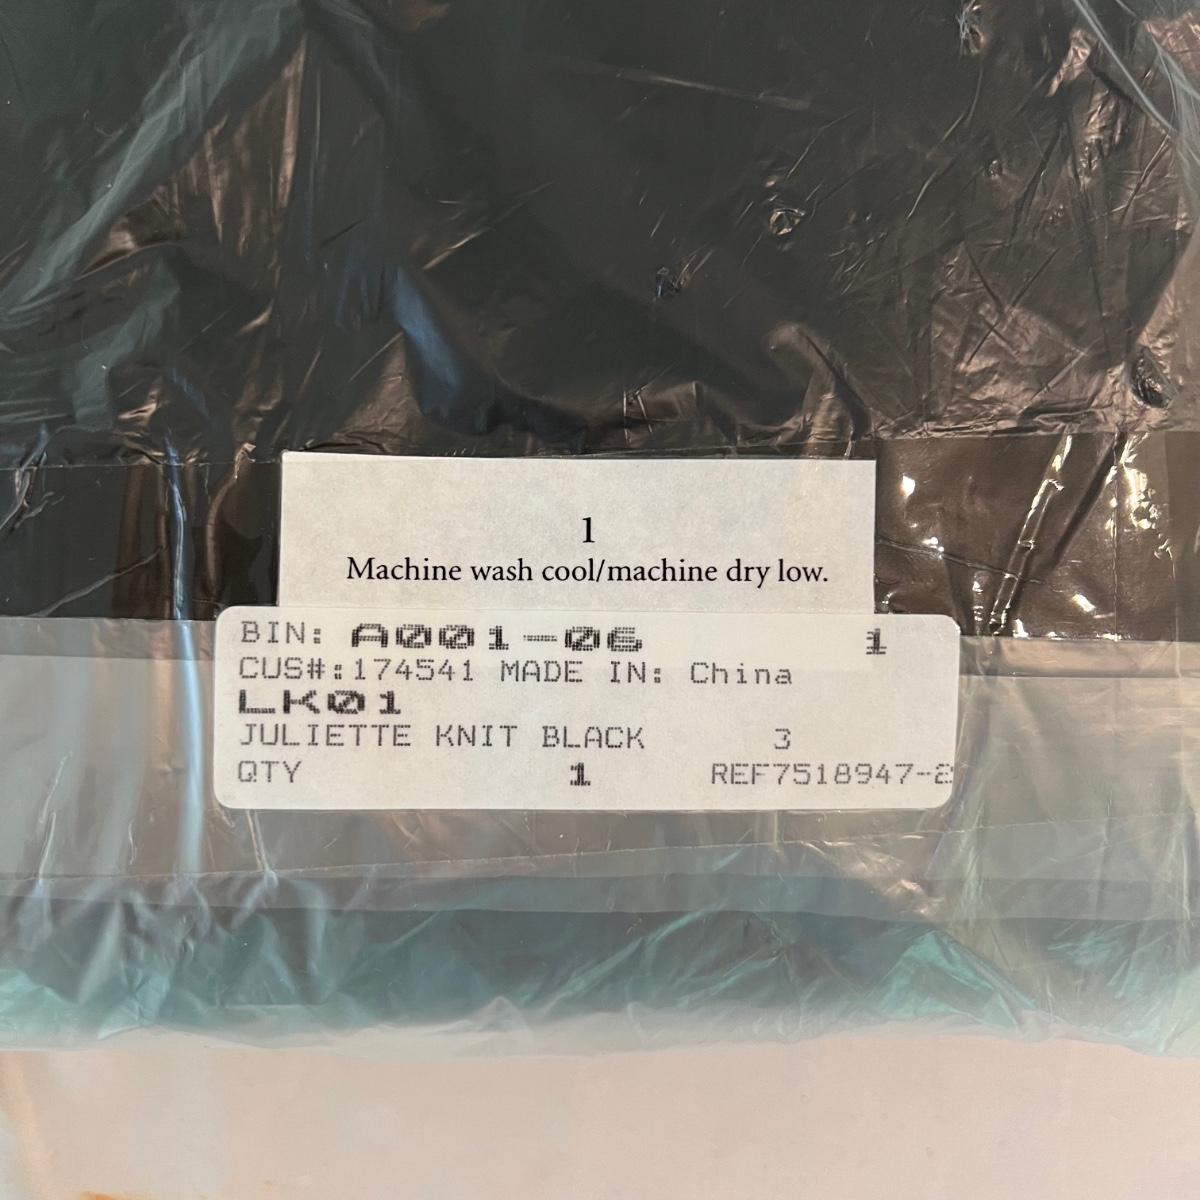 1
Machine wash cool/machine dry low.
BIN: A001-06 1
CUS#:174541 MADE IN: China
LK01
JULIETTE KNIT BLACK 3
QTY 1 REF7518947-2